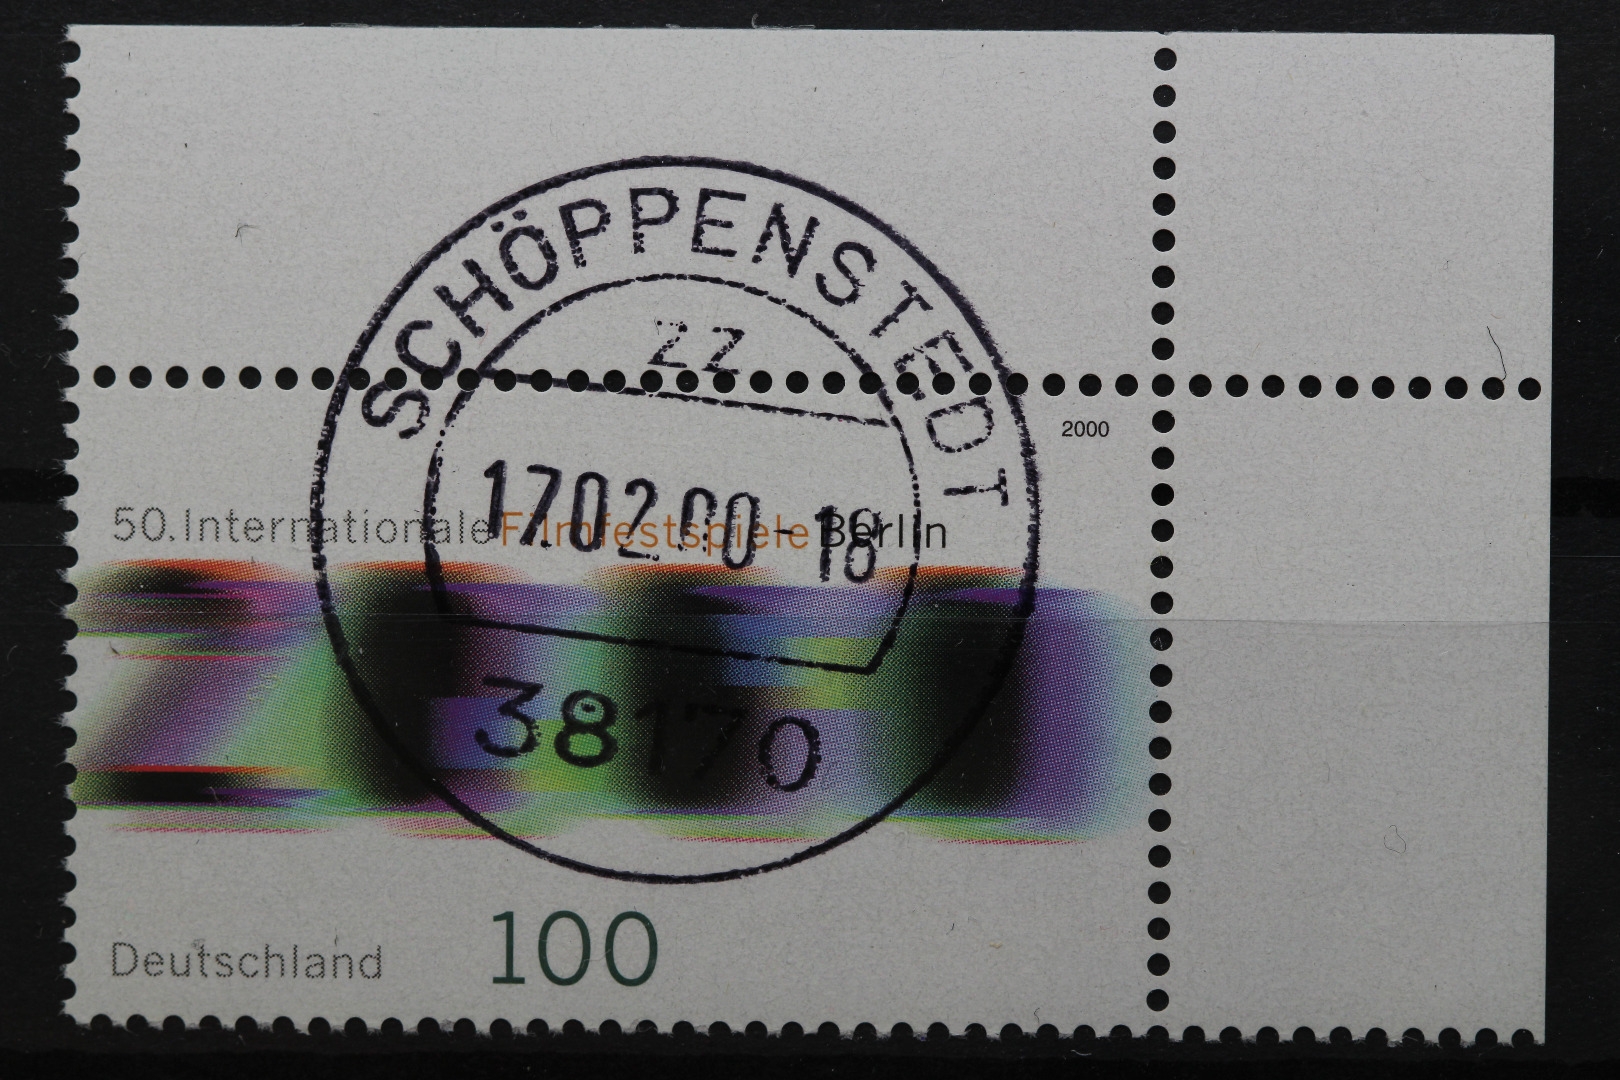 SCHÖPPENSTEDT
zz
2000
17.02.00-18
50.Internationale Filmfestspiele Berlin
38170
100
Deutschland